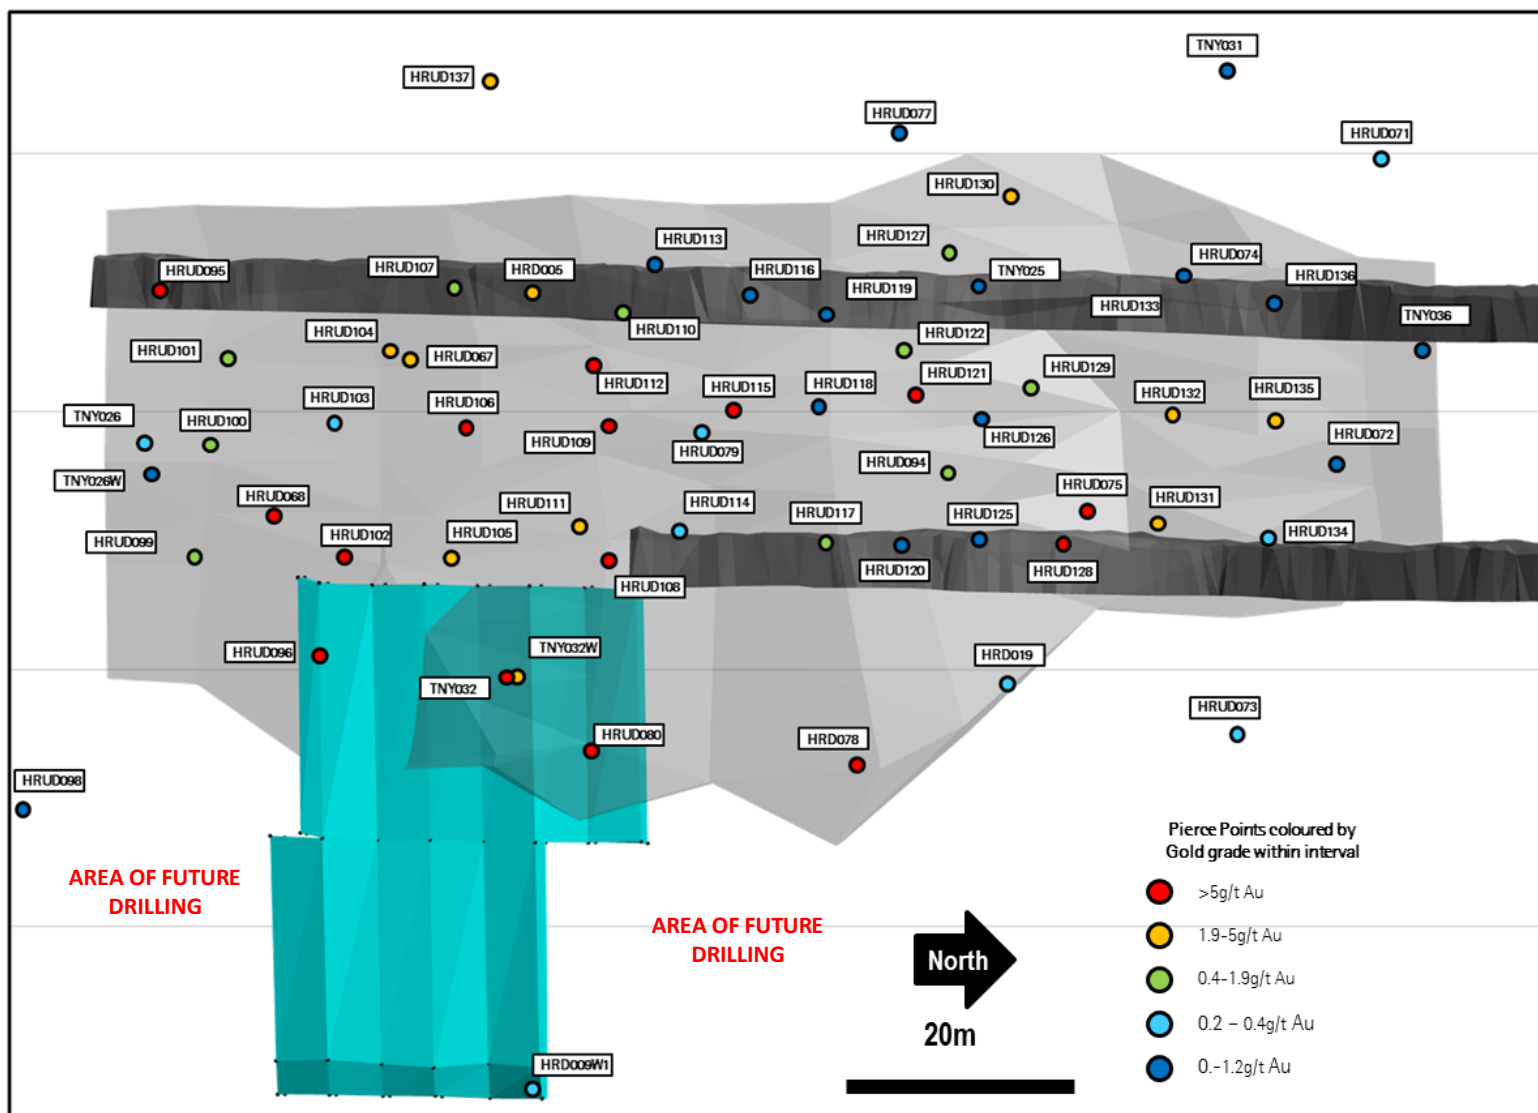 TNY031
HRUD137
HRUD077
HRUD071
HRUD130
HRUD127
HRUD113
HRUD095
HRUD107
HRD005
HRUD116
TNY025
HRUD074
HRUD136
HRUD119
HRUD133
TNY036
HRUD104
HRUD110
HRUD122
HRUD101
HRUD067
HRUD112
HRUD115
HRUD118
HRUD121
HRUD129
HRUD132
HRUD135
TNY026
HRUD100
HRUD103
HRUD106
HRUD109
HRUD079
HRUD126
HRUD072
TNY026W
HRUD094
HRUD068
HRUD111
HRUD114
HRUD117
HRUD125
HRUD075
HRUD131
HRUD099
HRUD102
HRUD105
HRUD134
HRUD108
HRUD120
HRUD128
HRUD096
TNY032W
TNY032
HRD019
HRUD080
HRD078
HRUD073
HRUD098
AREA OF FUTURE
DRILLING
AREA OF FUTURE
DRILLING
North
20m
HRD009W1
Pierce Points coloured by
Gold grade within interval
>5g/t Au
1.9-5g/t Au
0.4-1.9g/t Au
0.2 – 0.4g/t Au
0.-1.2g/t Au